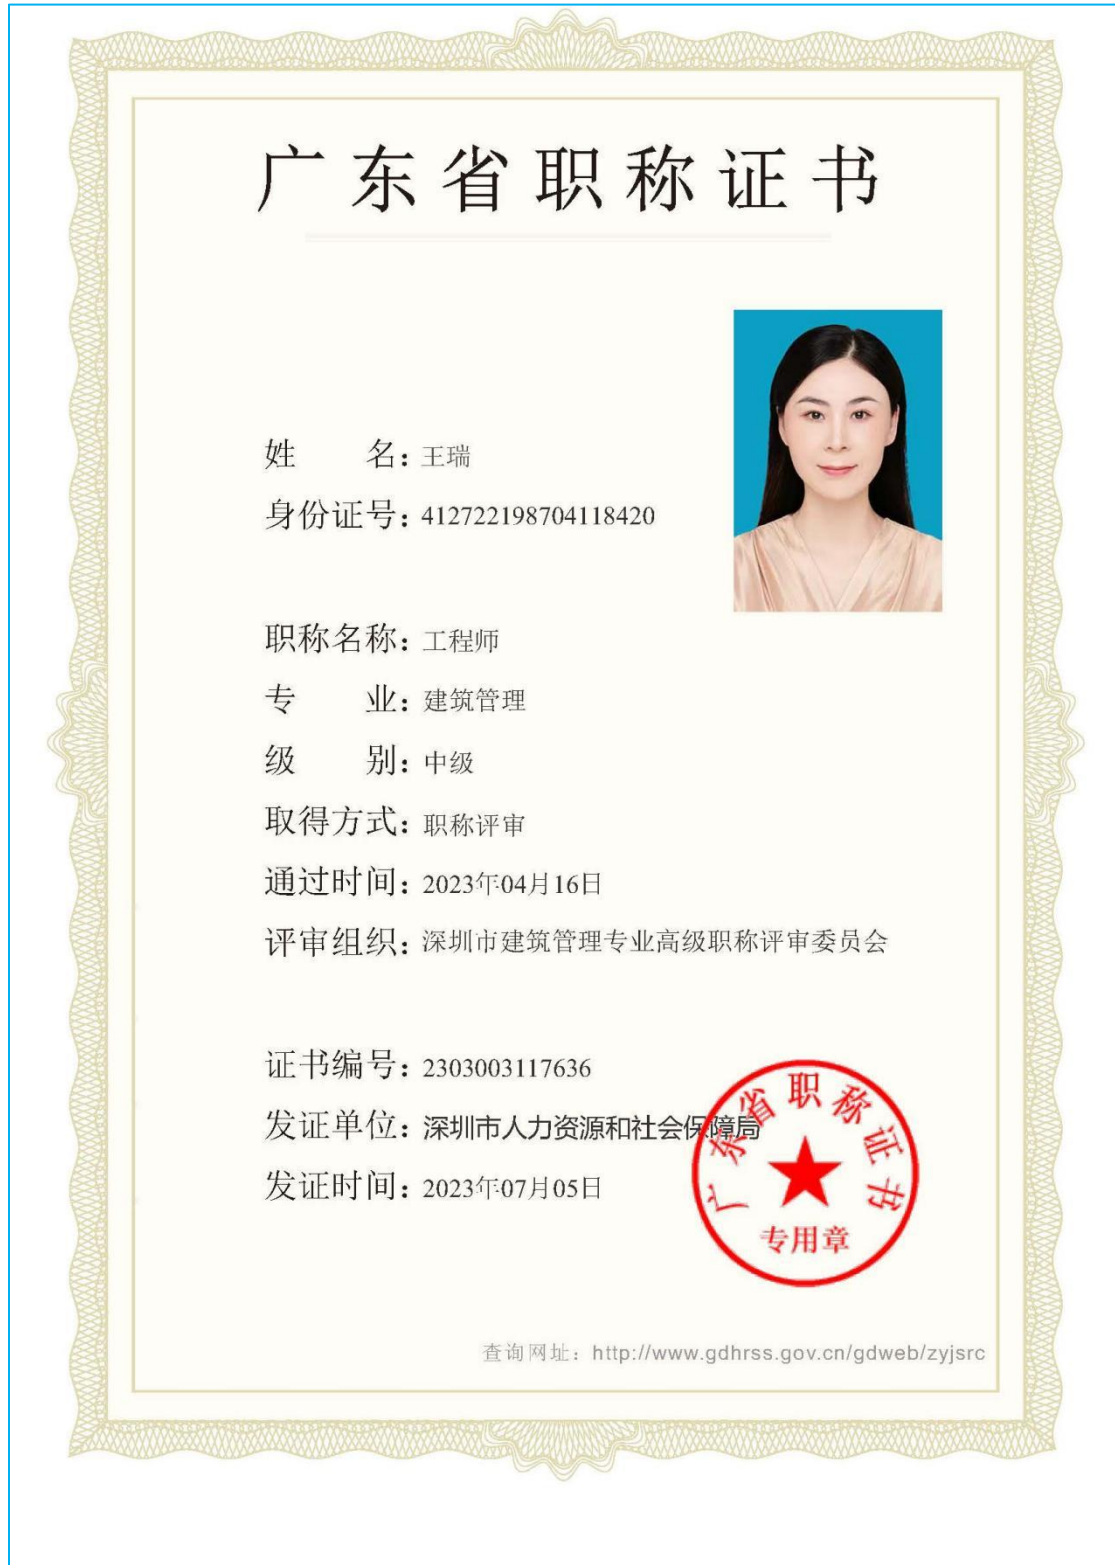 广东省职称证书
姓 名：王瑞
身份证号：412722198704118420
职称名称：工程师
专 业：建筑管理
级 别：中级
取得方式：职称评审
通过时间：2023年04月16日
评审组织：深圳市建筑管理专业高级职称评审委员会
证书编号：2303003117636
发证单位：深圳市人力资源和社会保障局
发证时间：2023年07月05日
广东省职称证书
专用章
查询网址：http://www.gdhrss.gov.cn/gdweb/zyjsrc